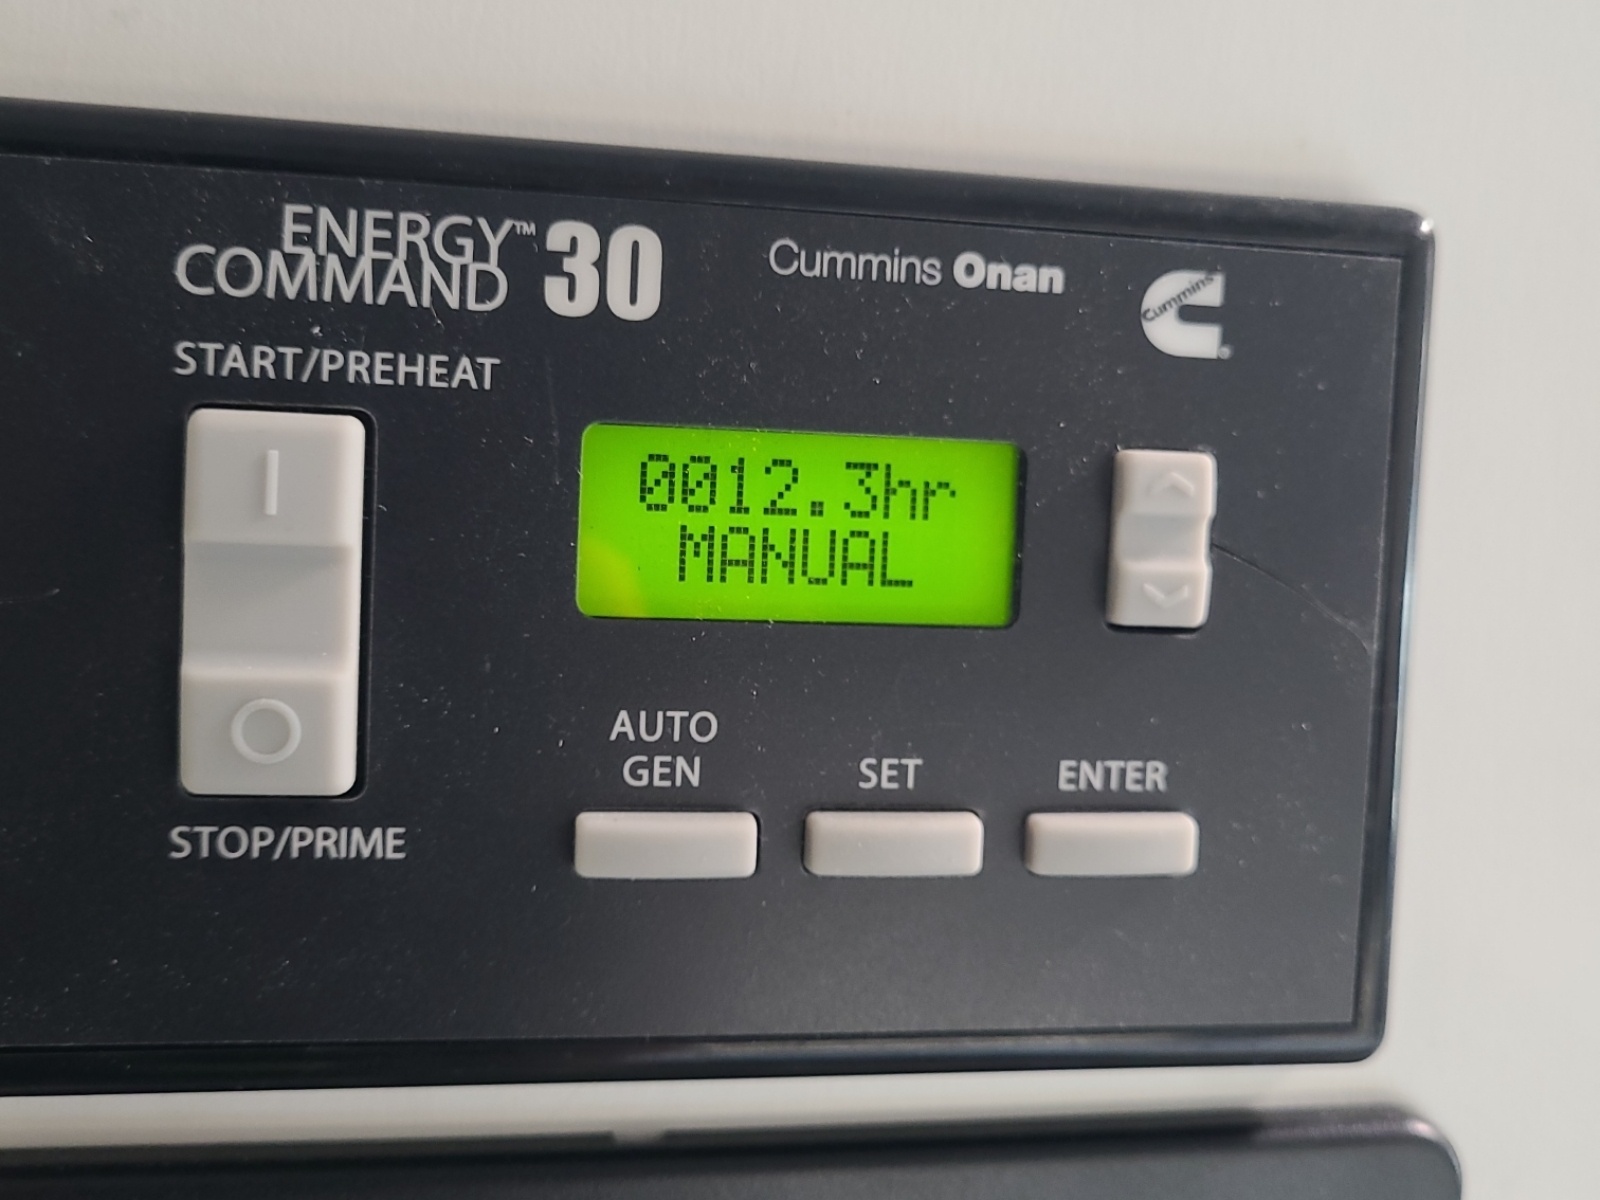 ENERGY™
COMMAND 30
Cummins Onan
Cummins
START/PREHEAT
0012.3hr
MANUAL
STOP/PRIME
AUTO
GEN
SET
ENTER